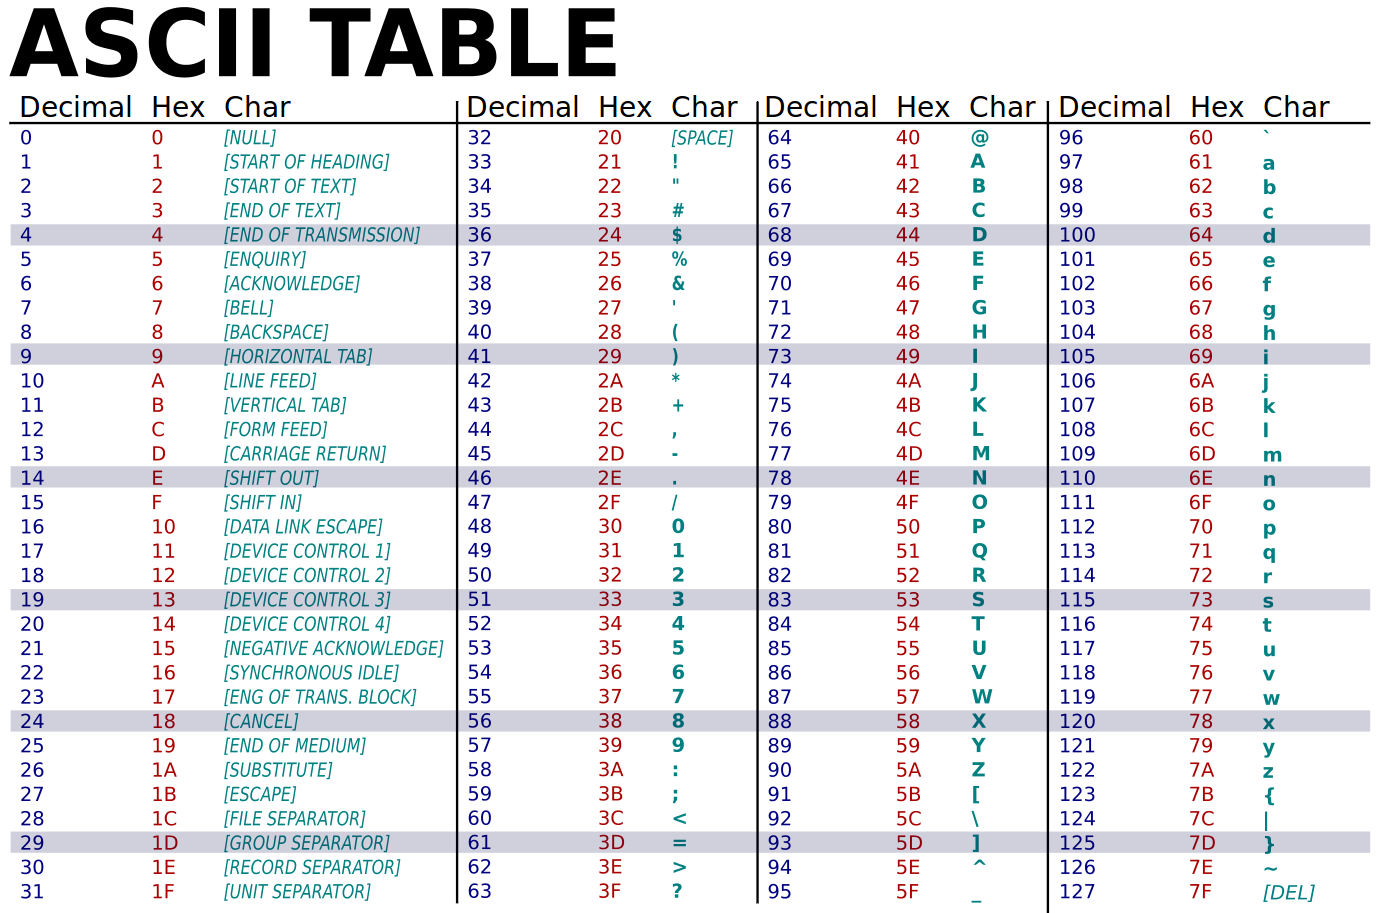 ASCII TABLE
Decimal Hex Char Decimal Hex Char Decimal Hex Char Decimal Hex Char
0 0 [NULL] 32 20 [SPACE] 64 40 @ 96 60 `
1 1 [START OF HEADING] 33 21 ! 65 41 A 97 61 a
2 2 [START OF TEXT] 34 22 " 66 42 B 98 62 b
3 3 [END OF TEXT] 35 23 # 67 43 C 99 63 c
4 4 [END OF TRANSMISSION] 36 24 $ 68 44 D 100 64 d
5 5 [ENQUIRY] 37 25 % 69 45 E 101 65 e
6 6 [ACKNOWLEDGE] 38 26 & 70 46 F 102 66 f
7 7 [BELL] 39 27 ' 71 47 G 103 67 g
8 8 [BACKSPACE] 40 28 ( 72 48 H 104 68 h
9 9 [HORIZONTAL TAB] 41 29 ) 73 49 I 105 69 i
10 A [LINE FEED] 42 2A * 74 4A J 106 6A j
11 B [VERTICAL TAB] 43 2B + 75 4B K 107 6B k
12 C [FORM FEED] 44 2C , 76 4C L 108 6C l
13 D [CARRIAGE RETURN] 45 2D - 77 4D M 109 6D m
14 E [SHIFT OUT] 46 2E . 78 4E N 110 6E n
15 F [SHIFT IN] 47 2F / 79 4F O 111 6F o
16 10 [DATA LINK ESCAPE] 48 30 0 80 50 P 112 70 p
17 11 [DEVICE CONTROL 1] 49 31 1 81 51 Q 113 71 q
18 12 [DEVICE CONTROL 2] 50 32 2 82 52 R 114 72 r
19 13 [DEVICE CONTROL 3] 51 33 3 83 53 S 115 73 s
20 14 [DEVICE CONTROL 4] 52 34 4 84 54 T 116 74 t
21 15 [NEGATIVE ACKNOWLEDGE] 53 35 5 85 55 U 117 75 u
22 16 [SYNCHRONOUS IDLE] 54 36 6 86 56 V 118 76 v
23 17 [ENG OF TRANS. BLOCK] 55 37 7 87 57 W 119 77 w
24 18 [CANCEL] 56 38 8 88 58 X 120 78 x
25 19 [END OF MEDIUM] 57 39 9 89 59 Y 121 79 y
26 1A [SUBSTITUTE] 58 3A : 90 5A Z 122 7A z
27 1B [ESCAPE] 59 3B ; 91 5B [ 123 7B {
28 1C [FILE SEPARATOR] 60 3C < 92 5C \ 124 7C |
29 1D [GROUP SEPARATOR] 61 3D = 93 5D ] 125 7D }
30 1E [RECORD SEPARATOR] 62 3E > 94 5E ^ 126 7E ~
31 1F [UNIT SEPARATOR] 63 3F ? 95 5F _ 127 7F [DEL]